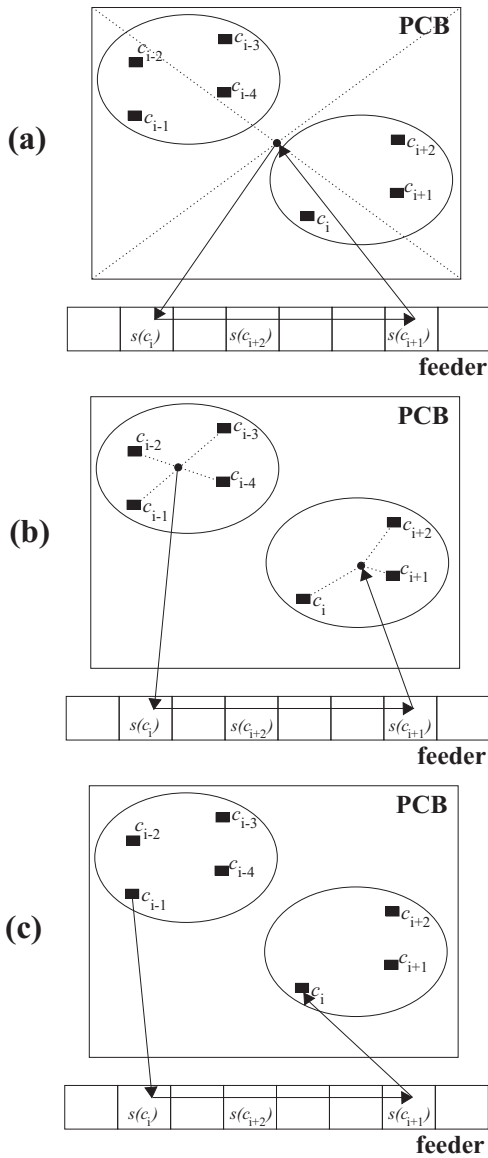 (a)
PCB
c_{i-2}
c_{i-3}
c_{i-4}
c_{i-1}
c_{i+2}
c_{i+1}
c_i
s(c_i)
s(c_{i+2})
s(c_{i+1})
feeder
(b)
PCB
c_{i-2}
c_{i-3}
c_{i-4}
c_{i-1}
c_{i+2}
c_{i+1}
c_i
s(c_i)
s(c_{i+2})
s(c_{i+1})
feeder
(c)
PCB
c_{i-3}
c_{i-2}
c_{i-4}
c_{i-1}
c_{i+2}
c_{i+1}
c_i
s(c_i)
s(c_{i+2})
s(c_{i+1})
feeder